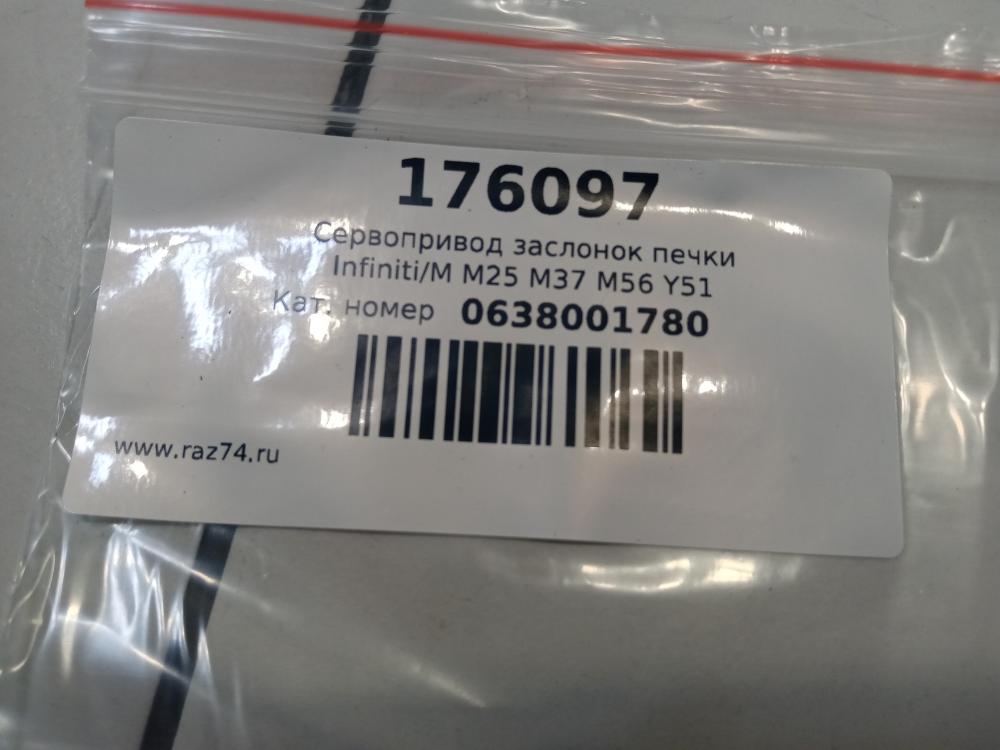 176097
Сервопривод заслонок печки
Infiniti/M M25 M37 M56 Y51
Кат. номер 0638001780
www.raz74.ru